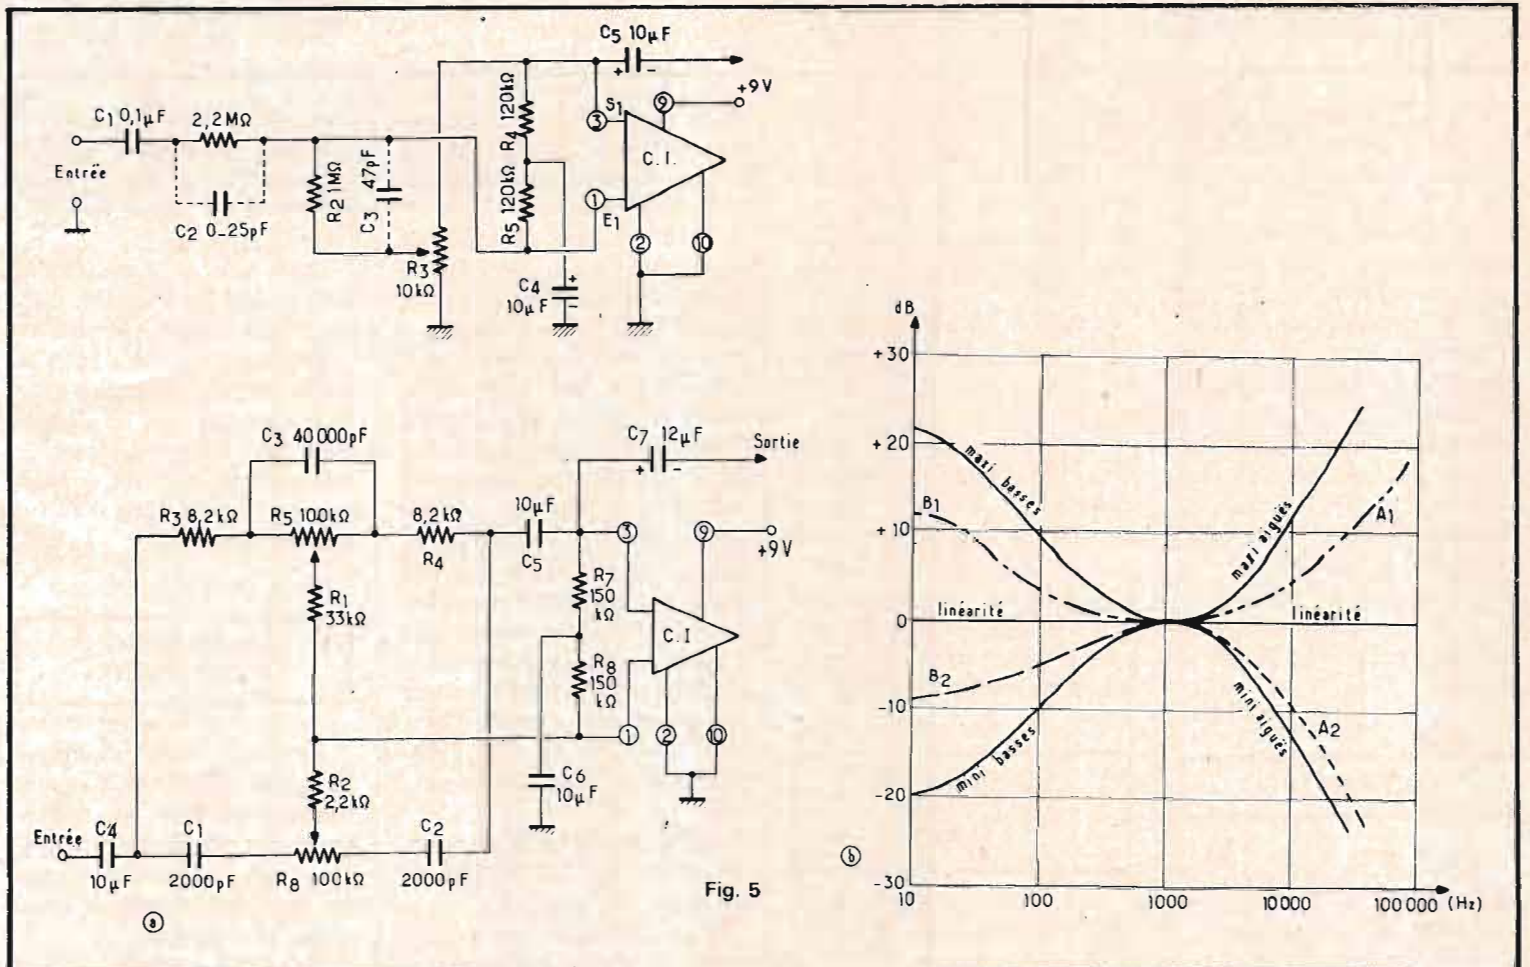 C5 10µF
+ -
+9V
C1 0,1µF
2,2MΩ
Entrée
C2 0-25pF
R2 1MΩ
C3 47pF
R3
10kΩ
R4 120kΩ
R5 120kΩ
S1
3
9
C.I.
1
E1
2
10
C4
10µF
+
-
C3 40000pF
R3 8,2kΩ
R5 100kΩ
8,2kΩ
R4
10µF
C5
C7 12µF
+ -
Sortie
3
9
+9V
R7
150
kΩ
R1
33kΩ
C.I
R8
150
kΩ
1
2
10
C6
10µF
R2
2,2kΩ
Entrée
C4
10µF
C1
2000pF
R8 100kΩ
C2
2000pF
a
Fig. 5
dB
+30
+20
+10
0
-10
-20
-30
maxi basses
B1
maxi aiguës
A1
linéarité
linéarité
B2
mini basses
mini aiguës
A2
b
10
100
1000
10000
100000 (Hz)